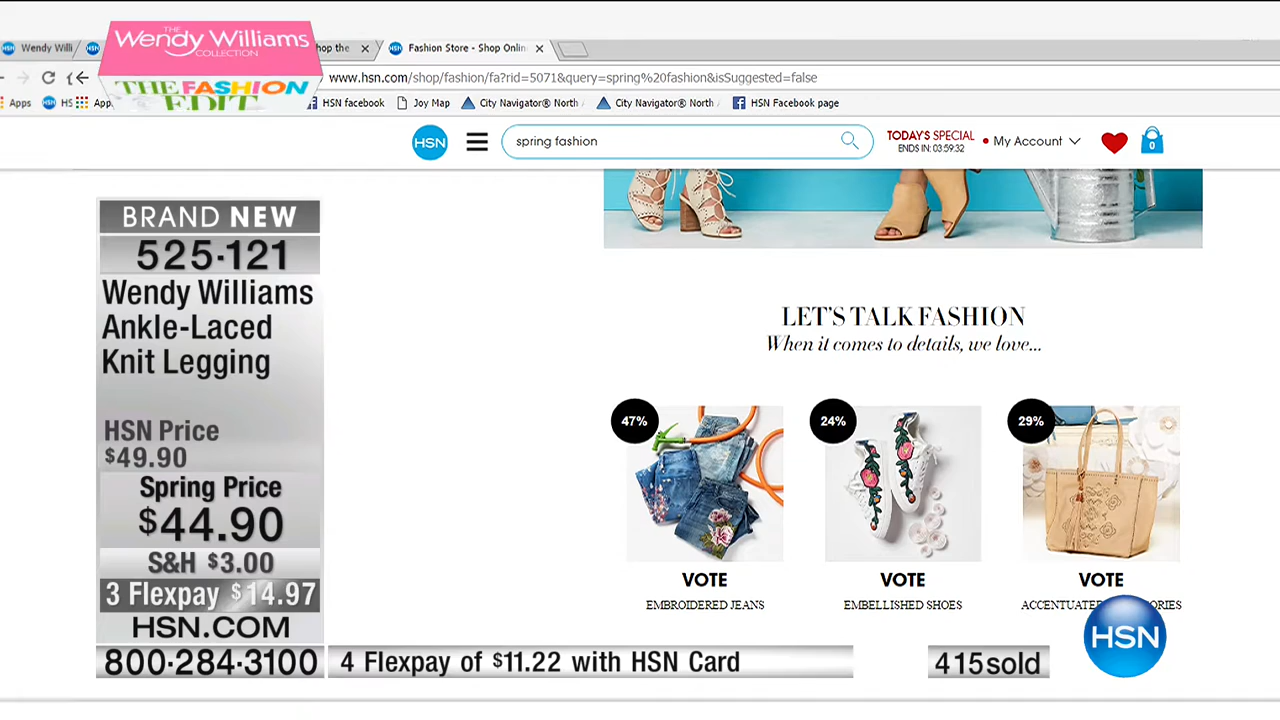 THE
Wendy Williams
COLLECTION
THE FASHION
EDIT
Wendy Willi
hop the
Fashion Store - Shop Onlin
www.hsn.com/shop/fashion/fa?rid=5071&query=spring%20fashion&isSuggested=false
Apps
HS
App
HSN facebook
Joy Map
City Navigator® North
City Navigator® North
HSN Facebook page
HSN
spring fashion
TODAY'S SPECIAL
ENDS IN: 03:59:32
My Account
0
BRAND NEW
525·121
Wendy Williams
Ankle-Laced
Knit Legging
HSN Price
$49.90
Spring Price
$44.90
S&H $3.00
3 Flexpay $14.97
HSN.COM
800·284·3100
LET'S TALK FASHION
When it comes to details, we love...
47%
24%
29%
VOTE
VOTE
VOTE
EMBROIDERED JEANS
EMBELLISHED SHOES
ACCENTUATE
ORIES
HSN
4 Flexpay of $11.22 with HSN Card
415 sold